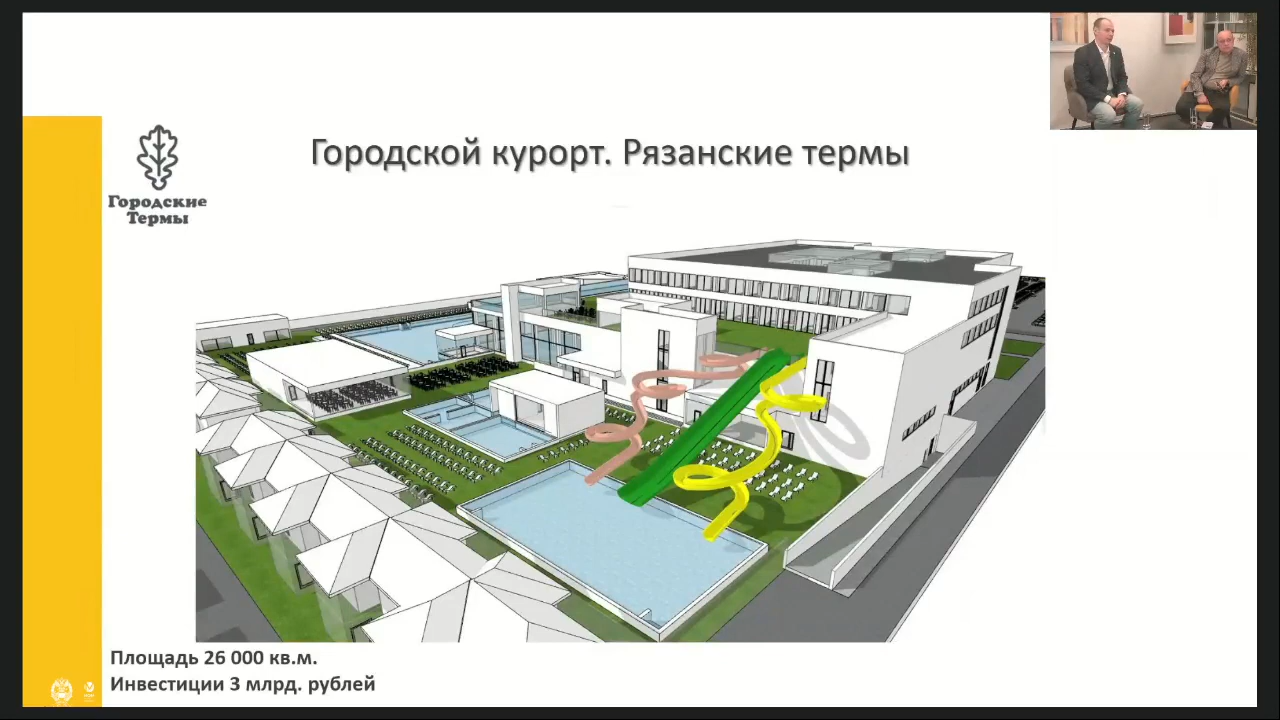 Городской курорт. Рязанские термы
Городские
Термы
Площадь 26 000 кв.м.
Инвестиции 3 млрд. рублей